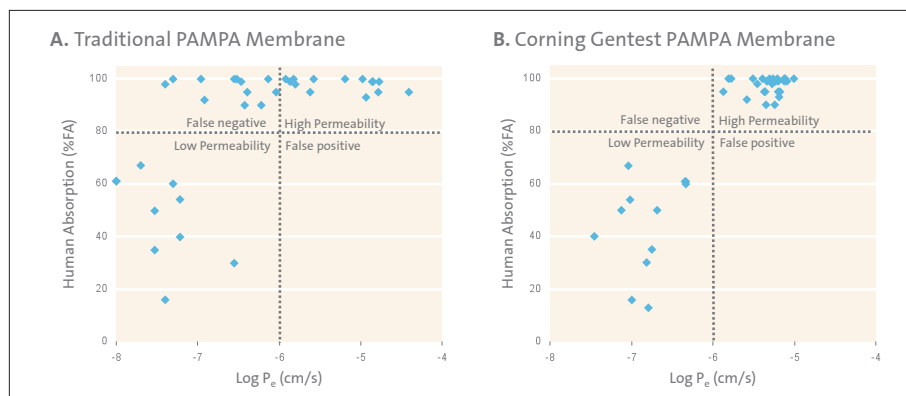 A. Traditional PAMPA Membrane
Human Absorption (%FA)
100
80
60
40
20
0
False negative
High Permeability
Low Permeability
False positive
-8
-7
-6
-5
-4
Log Pe (cm/s)
B. Corning Gentest PAMPA Membrane
Human Absorption (%FA)
100
80
60
40
20
0
False negative
High Permeability
Low Permeability
False positive
-8
-7
-6
-5
-4
Log Pe (cm/s)